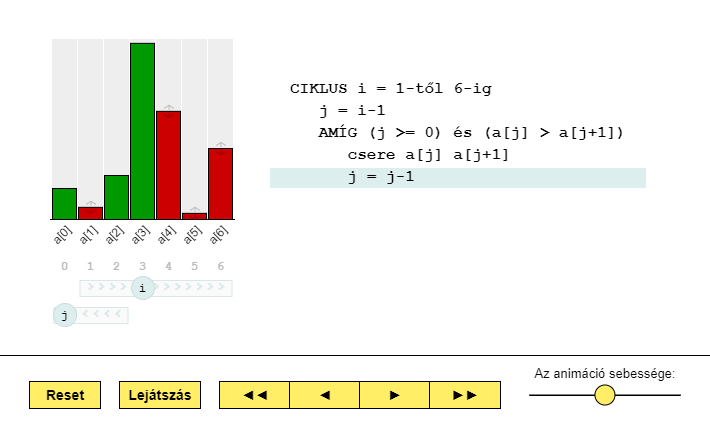 CIKLUS i = 1-től 6-ig
j = i-1
AMÍG (j >= 0) és (a[j] > a[j+1])
csere a[j] a[j+1]
j = j-1
a[0] a[1] a[2] a[3] a[4] a[5] a[6]
0 1 2 3 4 5 6
i
j
Az animáció sebessége:
Reset Lejátszás